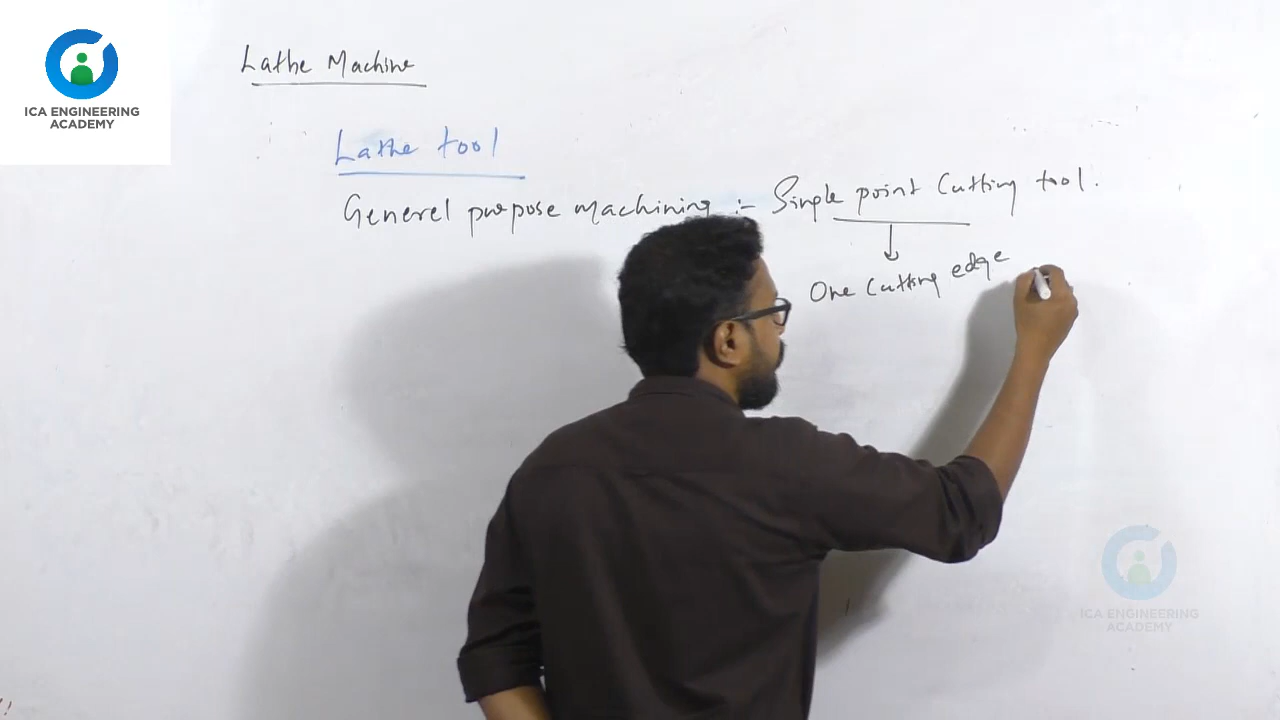 ICA ENGINEERING
ACADEMY
Lathe Machine
Lathe tool
General purpose machining :- Single point Cutting tool.
One Cutting edge
ICA ENGINEERING
ACADEMY